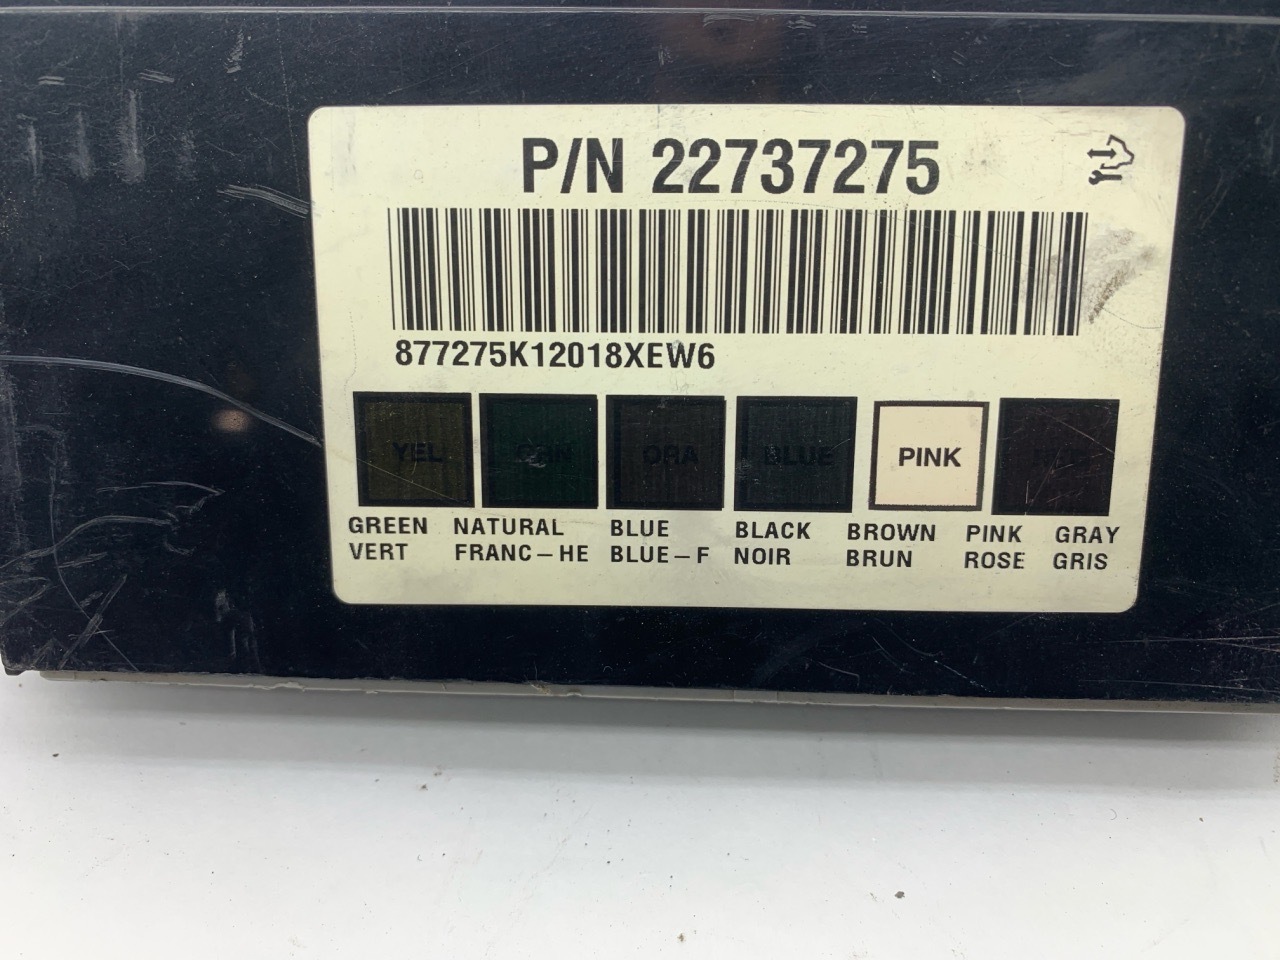 P/N 22737275
877275K12018XEW6
YEL GRN ORA BLUE PINK
GREEN NATURAL BLUE BLACK BROWN PINK GRAY
VERT FRANC-HE BLUE-F NOIR BRUN ROSE GRIS